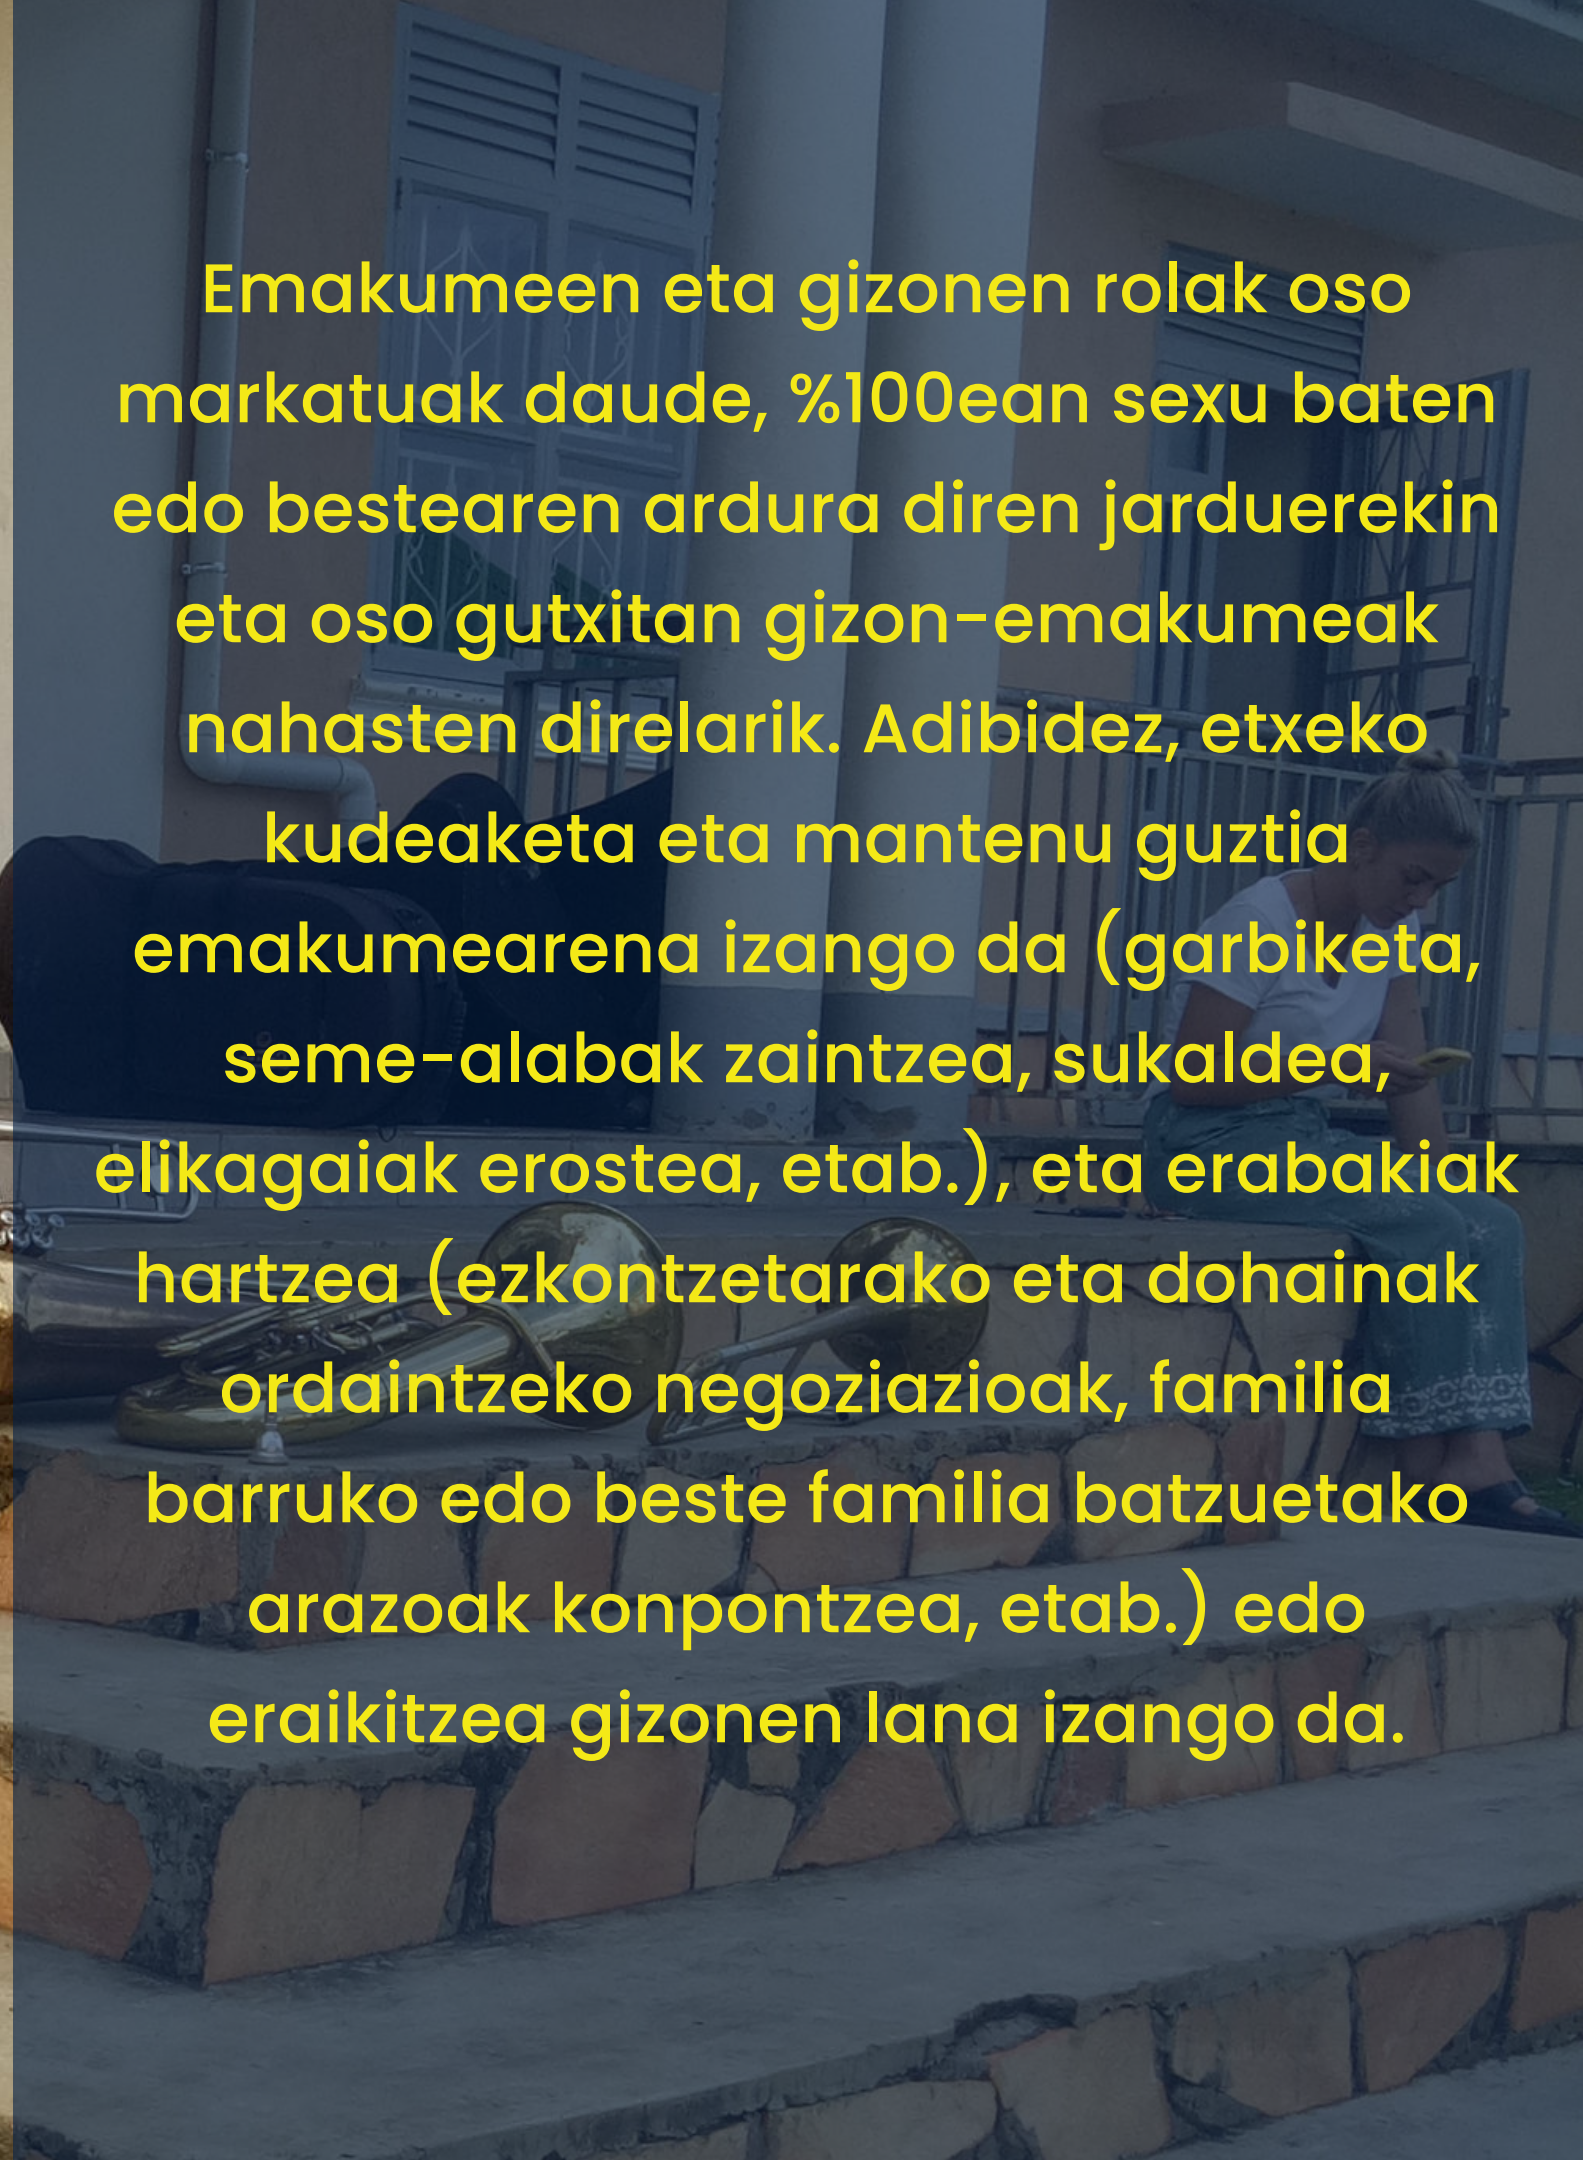 Emakumeen eta gizonen rolak oso
markatuak daude, %100ean sexu baten
edo bestearen ardura diren jarduerekin
eta oso gutxitan gizon-emakumeak
nahasten direlarik. Adibidez, etxeko
kudeaketa eta mantenu guztia
emakumearena izango da (garbiketa,
seme-alabak zaintzea, sukaldea,
elikagaiak erostea, etab.), eta erabakiak
hartzea (ezkontzetarako eta dohainak
ordaintzeko negoziazioak, familia
barruko edo beste familia batzuetako
arazoak konpontzea, etab.) edo
eraikitzea gizonen lana izango da.